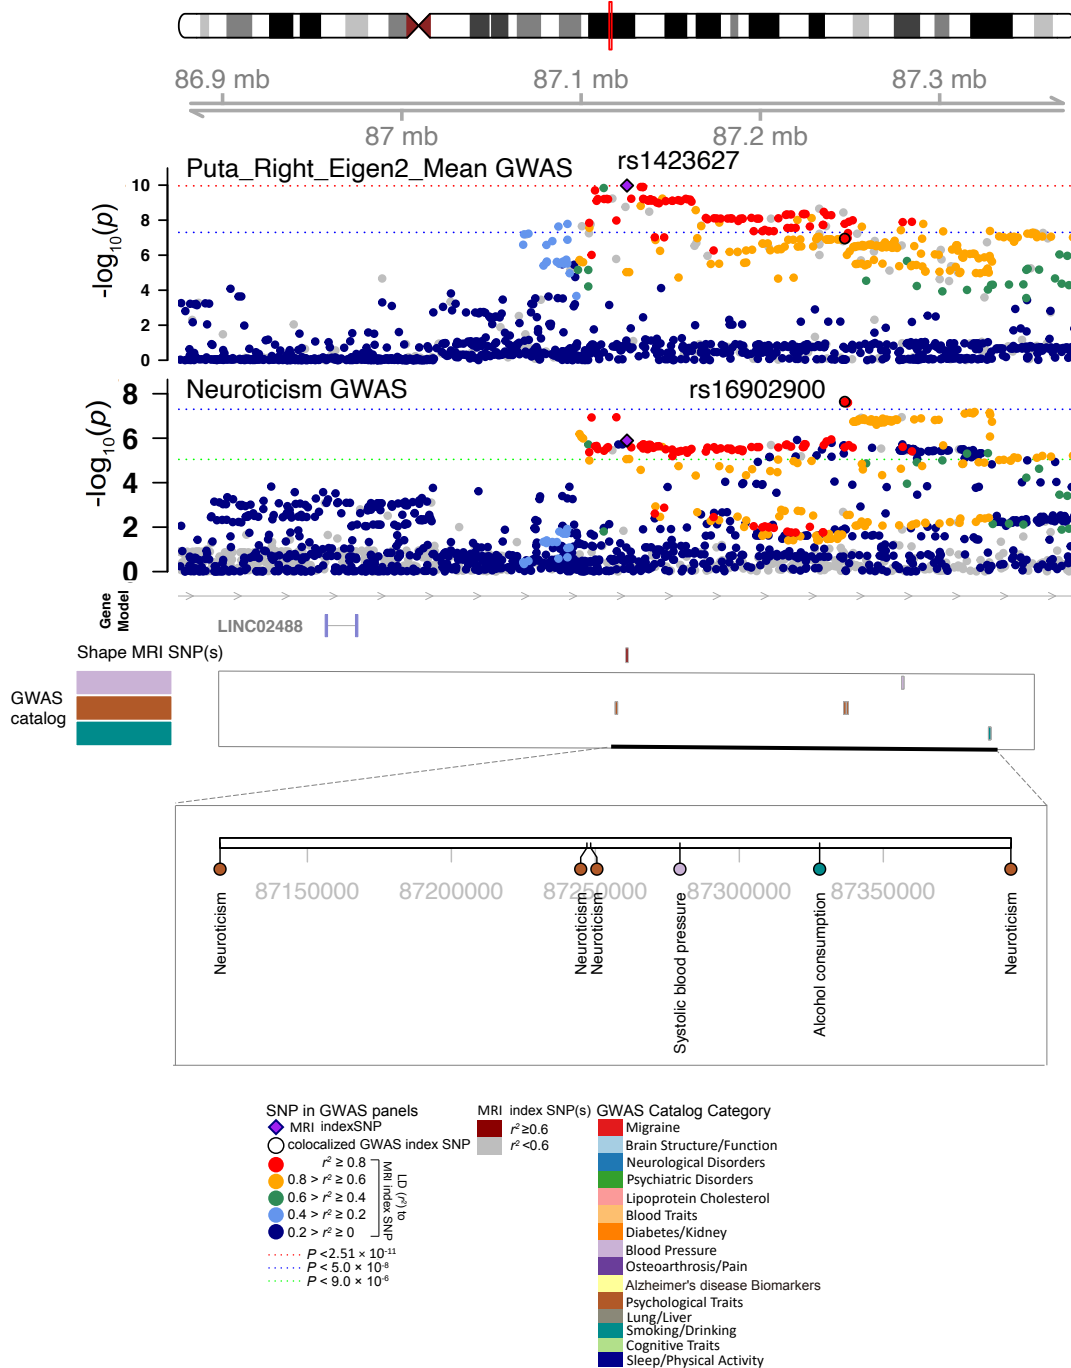 86.9 mb
87.1 mb
87.3 mb
87 mb
87.2 mb
Puta_Right_Eigen2_Mean GWAS
rs1423627
-log10(p)
10
8
6
4
2
0
Neuroticism GWAS
rs16902900
-log10(p)
8
6
4
2
0
Gene
Model
LINC02488
Shape MRI SNP(s)
GWAS
catalog
87150000
87200000
87250000
87300000
87350000
Neuroticism
Neuroticism
Neuroticism
Systolic blood pressure
Alcohol consumption
Neuroticism
SNP in GWAS panels
MRI indexSNP
colocalized GWAS index SNP
r² ≥ 0.8
0.8 > r² ≥ 0.6
0.6 > r² ≥ 0.4
0.4 > r² ≥ 0.2
0.2 > r² ≥ 0
LD (r²) to
MRI index SNP
P <2.51 × 10⁻¹¹
P < 5.0 × 10⁻⁸
P < 9.0 × 10⁻⁶
MRI index SNP(s)
r²≥0.6
r²<0.6
GWAS Catalog Category
Migraine
Brain Structure/Function
Neurological Disorders
Psychiatric Disorders
Lipoprotein Cholesterol
Blood Traits
Diabetes/Kidney
Blood Pressure
Osteoarthrosis/Pain
Alzheimer's disease Biomarkers
Psychological Traits
Lung/Liver
Smoking/Drinking
Cognitive Traits
Sleep/Physical Activity